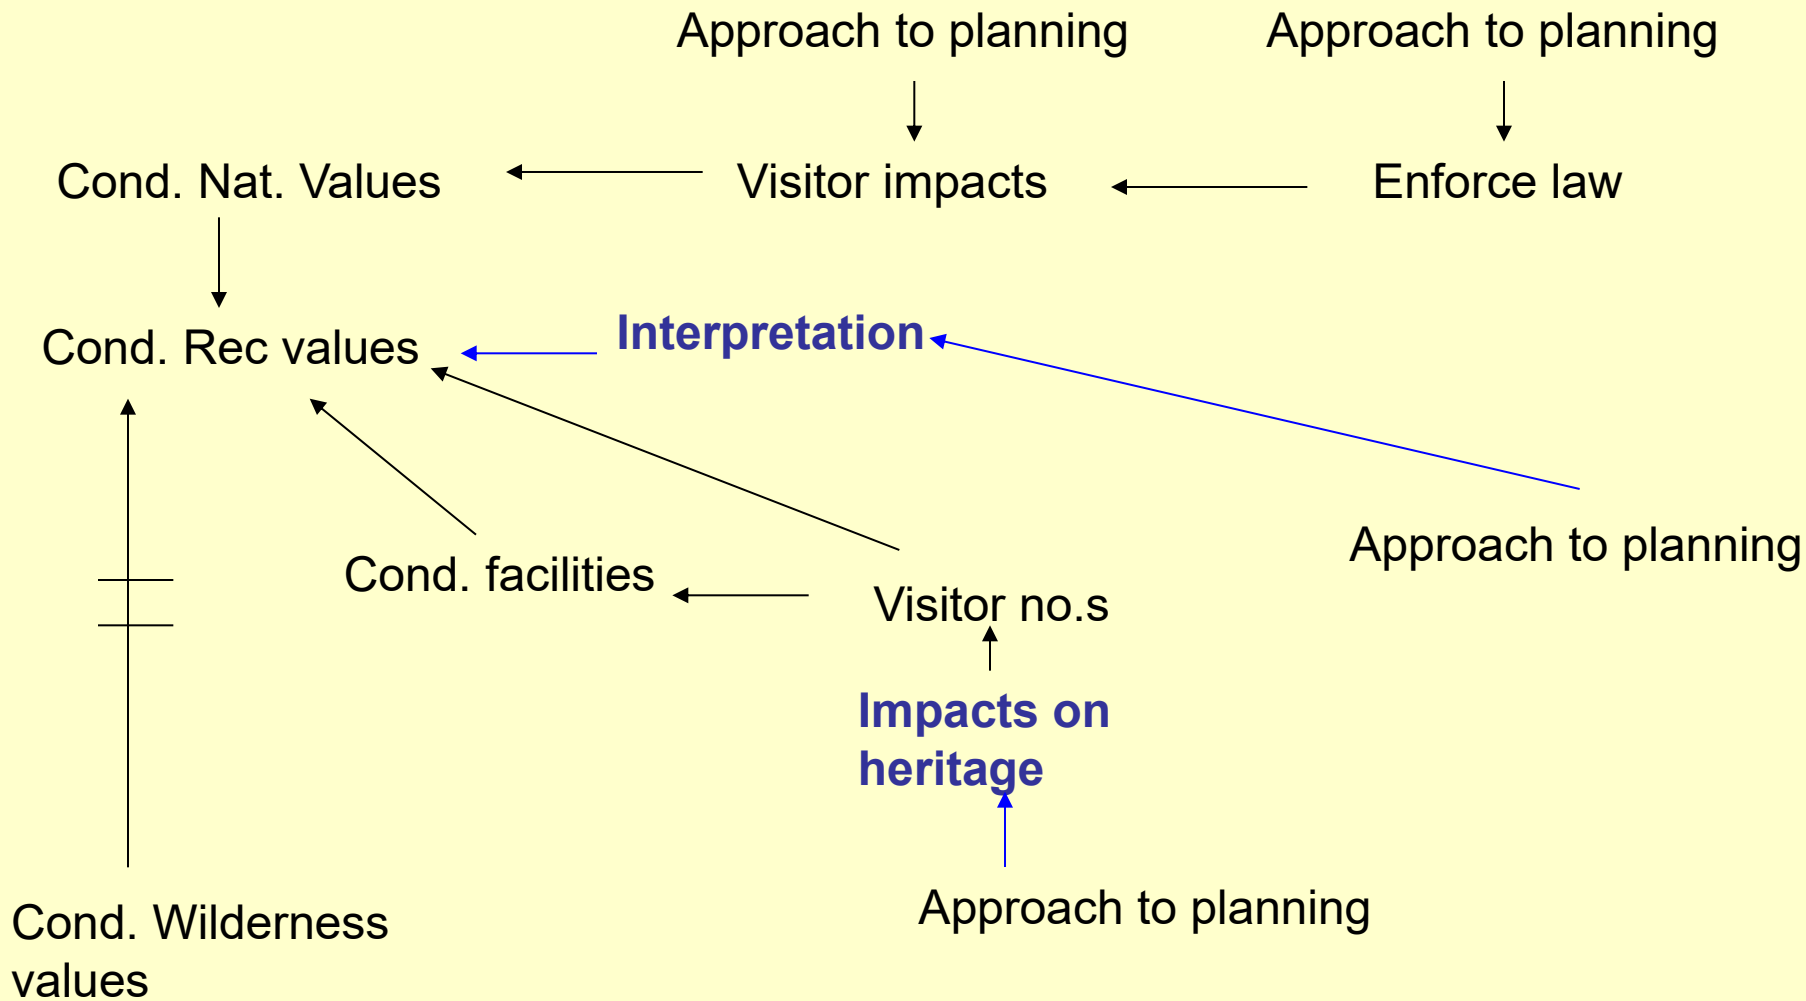 Approach to planning
Approach to planning
Cond. Nat. Values
Visitor impacts
Enforce law
Cond. Rec values
Interpretation
Approach to planning
Cond. facilities
Visitor no.s
Impacts on
heritage
Approach to planning
Cond. Wilderness
values